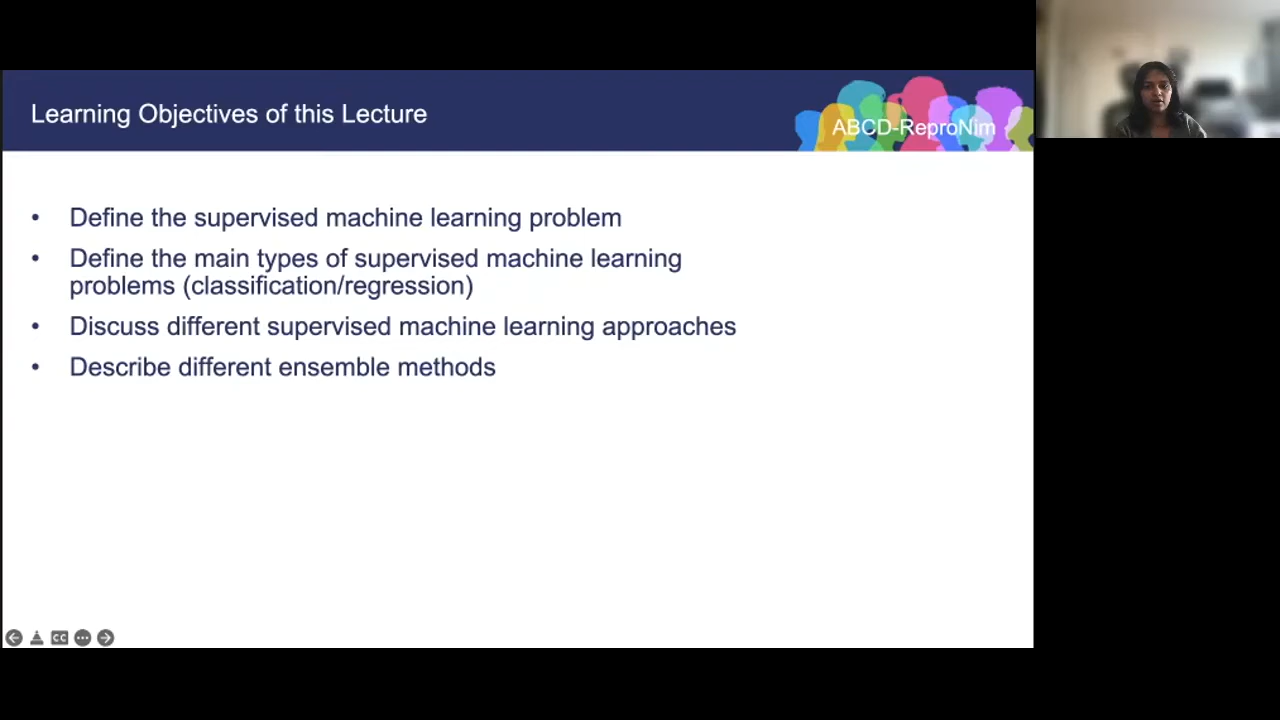 Learning Objectives of this Lecture
ABCD-ReproNim
• Define the supervised machine learning problem
• Define the main types of supervised machine learning
problems (classification/regression)
• Discuss different supervised machine learning approaches
• Describe different ensemble methods
CC